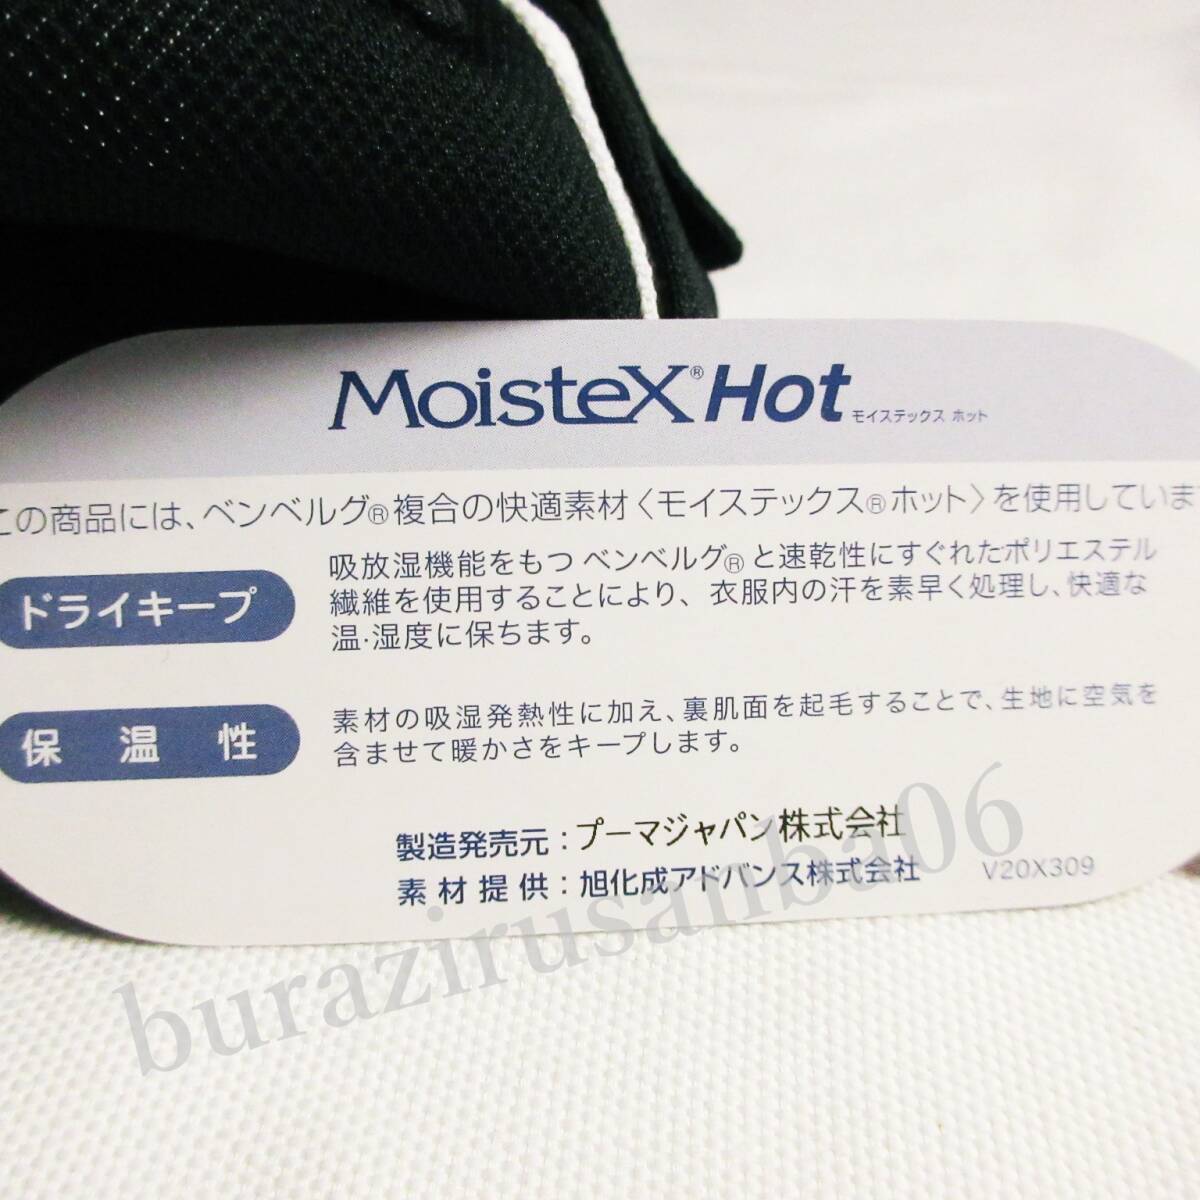 MoisteX® Hot モイステックス ホット
この商品には、ベンベルグ®複合の快適素材〈モイステックス®ホット〉を使用していま
ドライキープ
吸放湿機能をもつ ベンベルグ® と速乾性にすぐれたポリエステル
繊維を使用することにより、衣服内の汗を素早く処理し、快適な
温·湿度に保ちます。
保温性
素材の吸湿発熱性に加え、裏肌面を起毛することで、生地に空気を
含ませて暖かさをキープします。
製造発売元：プーマジャパン株式会社
素材提供：旭化成アドバンス株式会社 V20X309
burazirusanba06